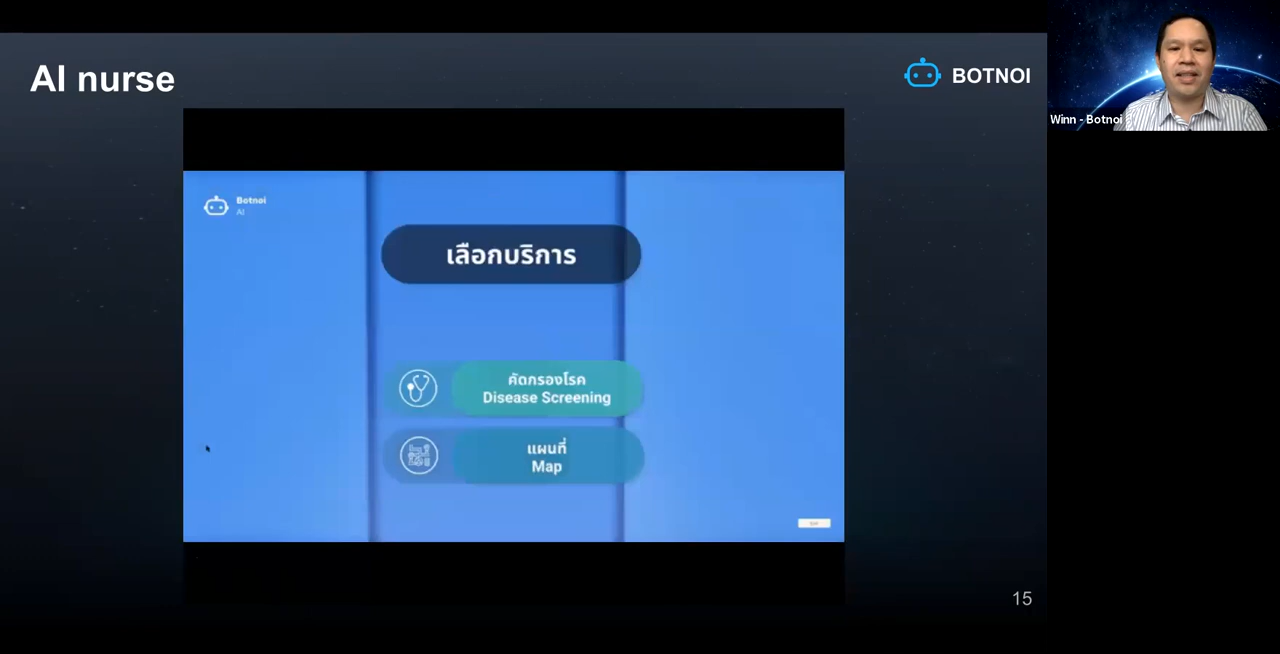 AI nurse
BOTNOI
Winn - Botnoi
Botnoi
AI
เลือกบริการ
คัดกรองโรค
Disease Screening
แผนที่
Map
15